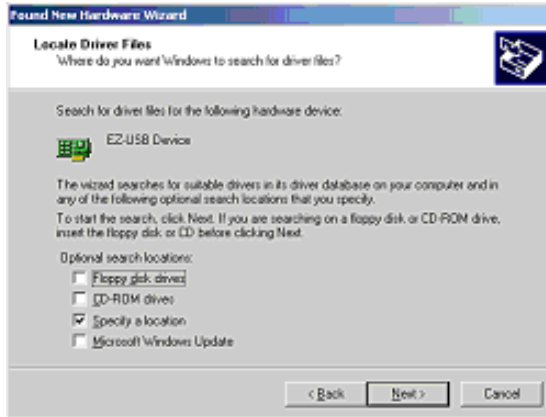 Found New Hardware Wizard
Locate Driver Files
Where do you want Windows to search for driver files?
Search for driver files for the following hardware device:
EZ-USB Device
The wizard searches for suitable drivers in its driver database on your computer and in
any of the following optional search locations that you specify.
To start the search, click Next. If you are searching on a floppy disk or CD-ROM drive,
insert the floppy disk or CD before clicking Next.
Optional search locations:
Floppy disk drives
CD-ROM drives
Specify a location
Microsoft Windows Update
< Back Next > Cancel